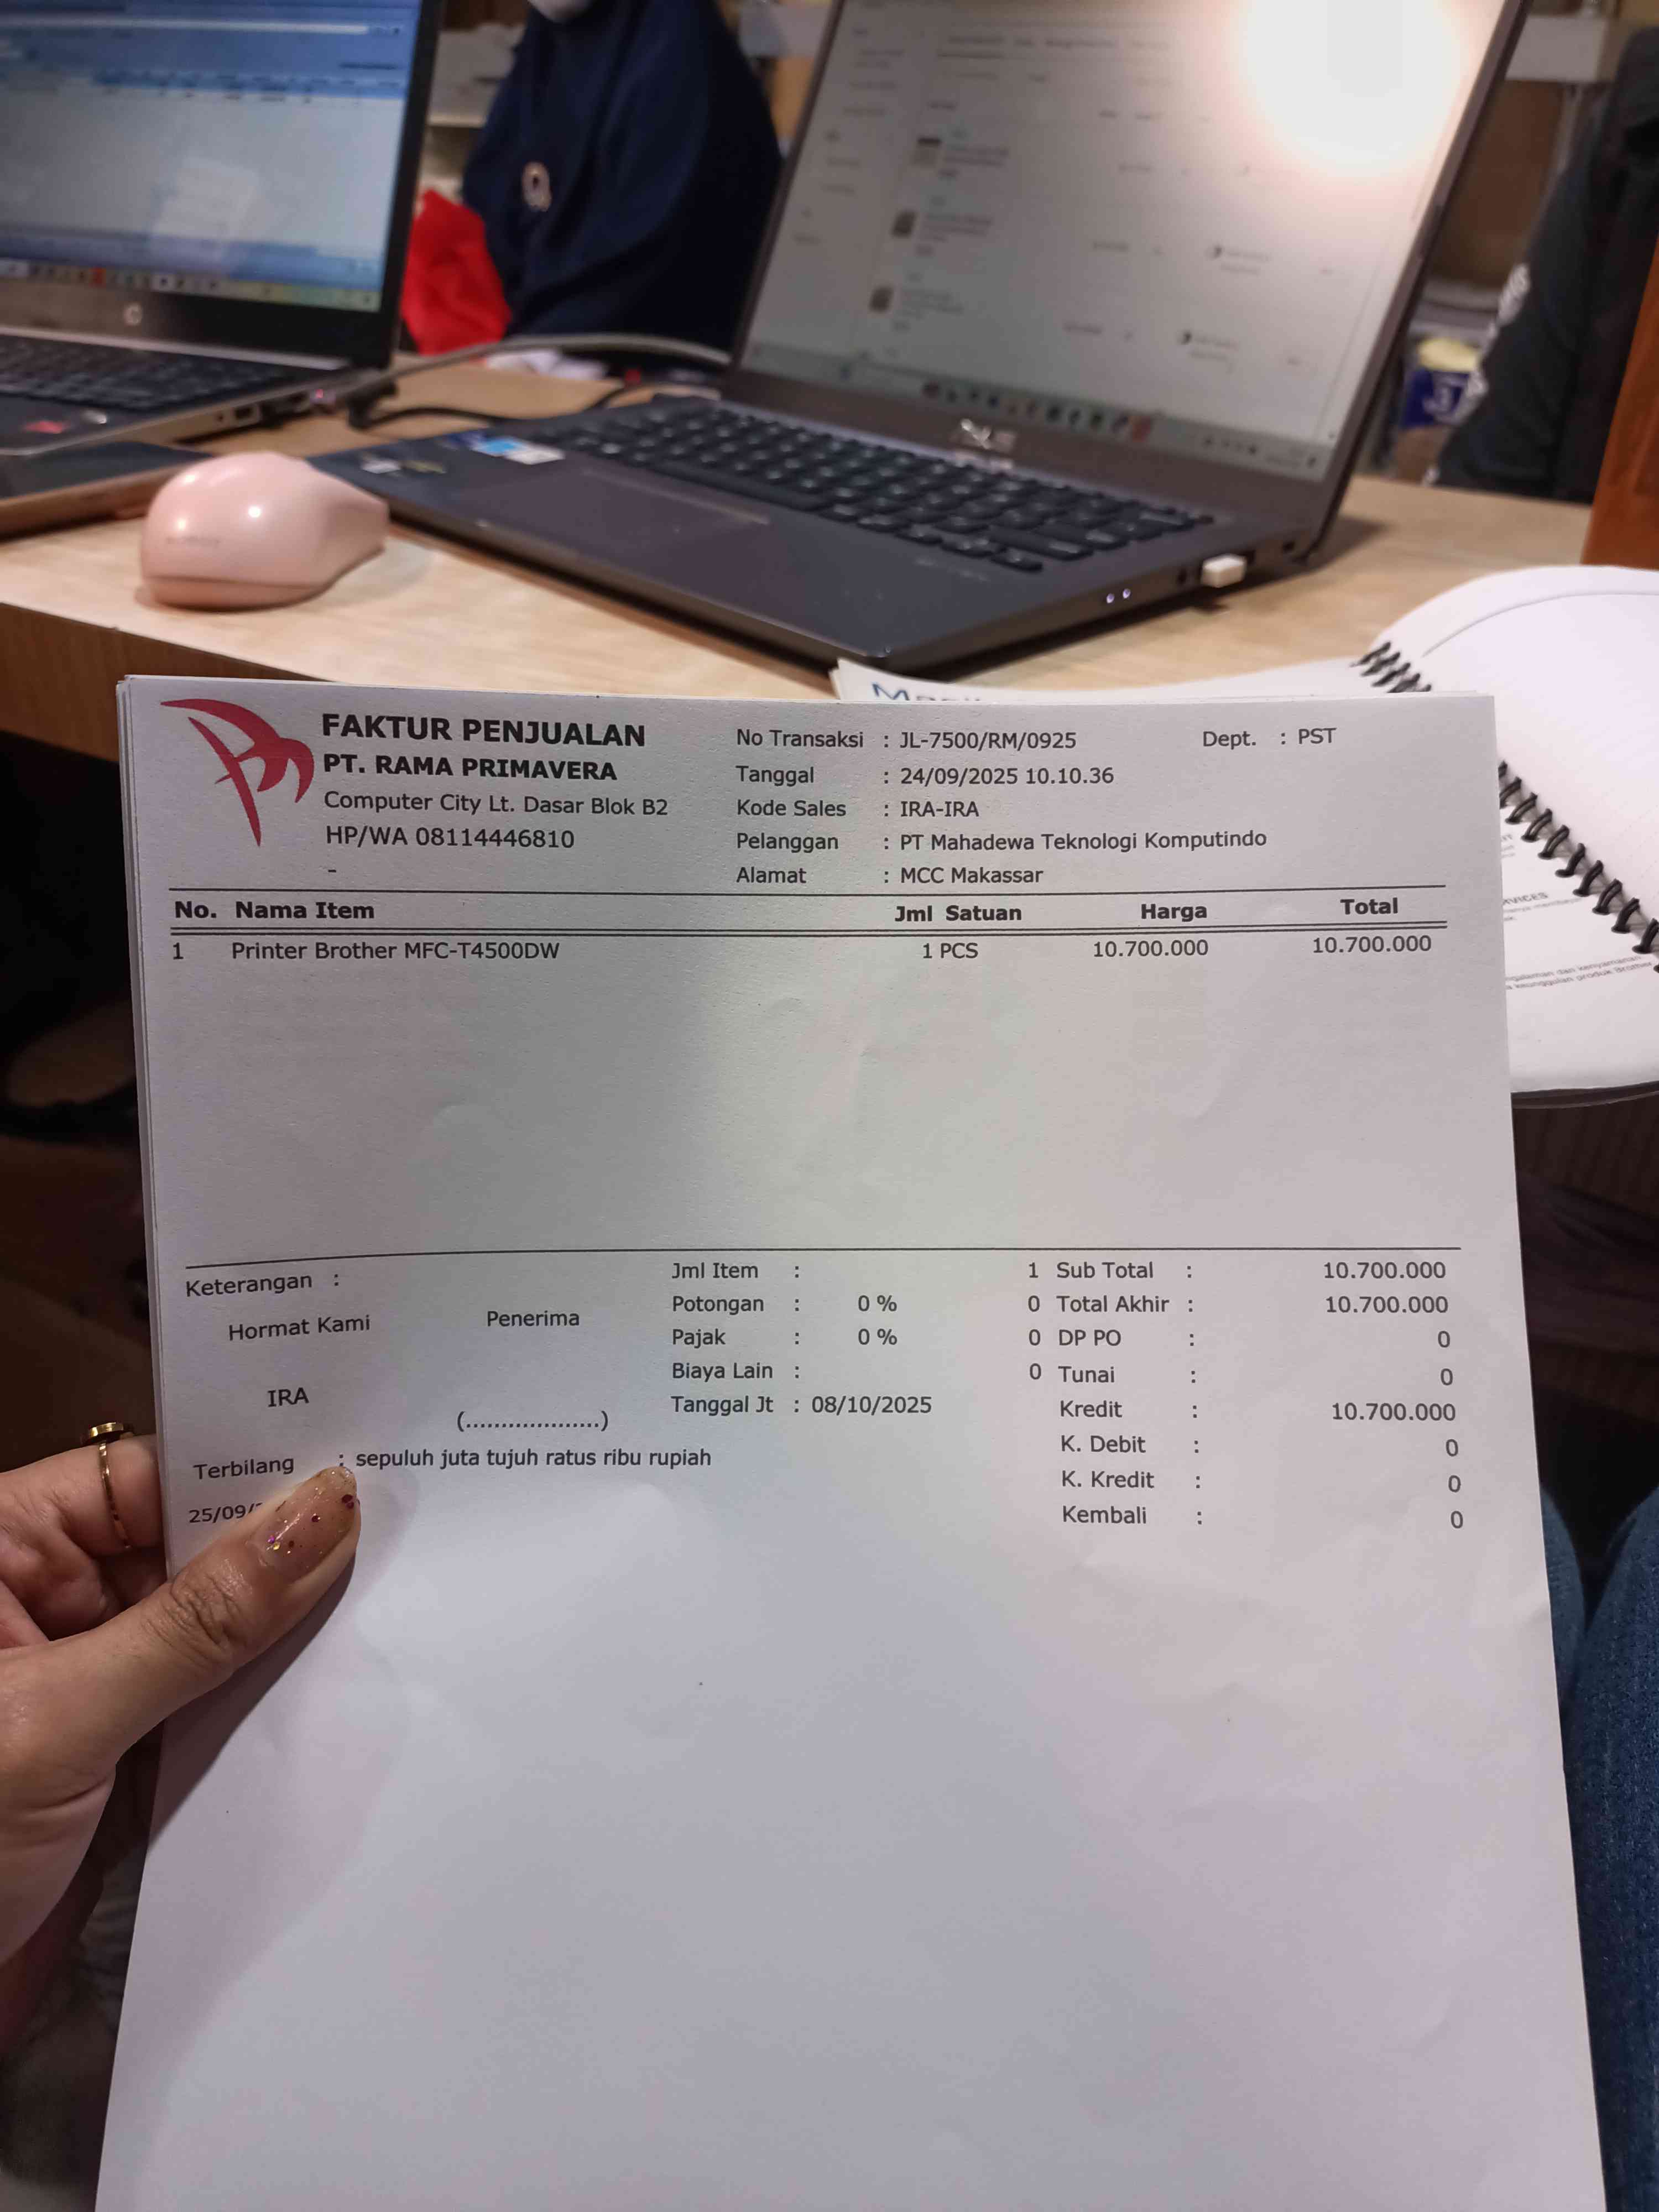 FAKTUR PENJUALAN
PT. RAMA PRIMAVERA
Computer City Lt. Dasar Blok B2
HP/WA 08114446810
-
No Transaksi : JL-7500/RM/0925 Dept. : PST
Tanggal : 24/09/2025 10.10.36
Kode Sales : IRA-IRA
Pelanggan : PT Mahadewa Teknologi Komputindo
Alamat : MCC Makassar
No. Nama Item Jml Satuan Harga Total
1 Printer Brother MFC-T4500DW 1 PCS 10.700.000 10.700.000
Keterangan :
Hormat Kami Penerima
IRA
(...................)
Jml Item : 1
Potongan : 0 % 0
Pajak : 0 % 0
Biaya Lain : 0
Tanggal Jt : 08/10/2025
Sub Total : 10.700.000
Total Akhir : 10.700.000
DP PO : 0
Tunai : 0
Kredit : 10.700.000
K. Debit : 0
K. Kredit : 0
Kembali : 0
Terbilang : sepuluh juta tujuh ratus ribu rupiah
25/09/